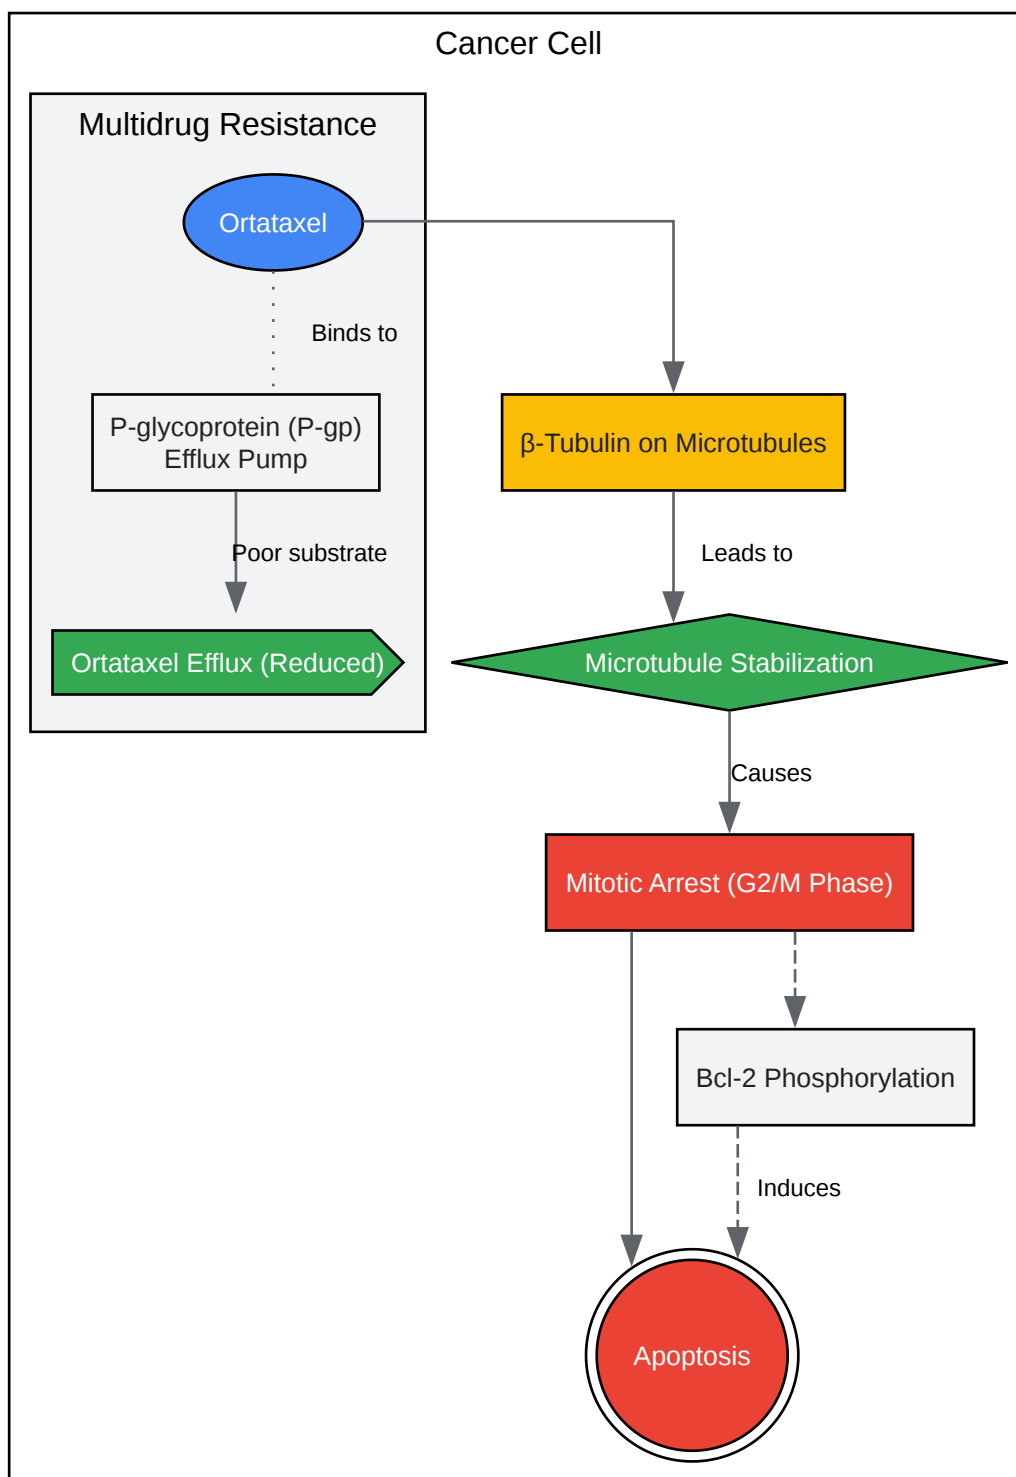 Cancer Cell
Multidrug Resistance
Ortataxel
Binds to
P-glycoprotein (P-gp)
Efflux Pump
β-Tubulin on Microtubules
Poor substrate
Leads to
Ortataxel Efflux (Reduced)
Microtubule Stabilization
Causes
Mitotic Arrest (G2/M Phase)
Bcl-2 Phosphorylation
Induces
Apoptosis